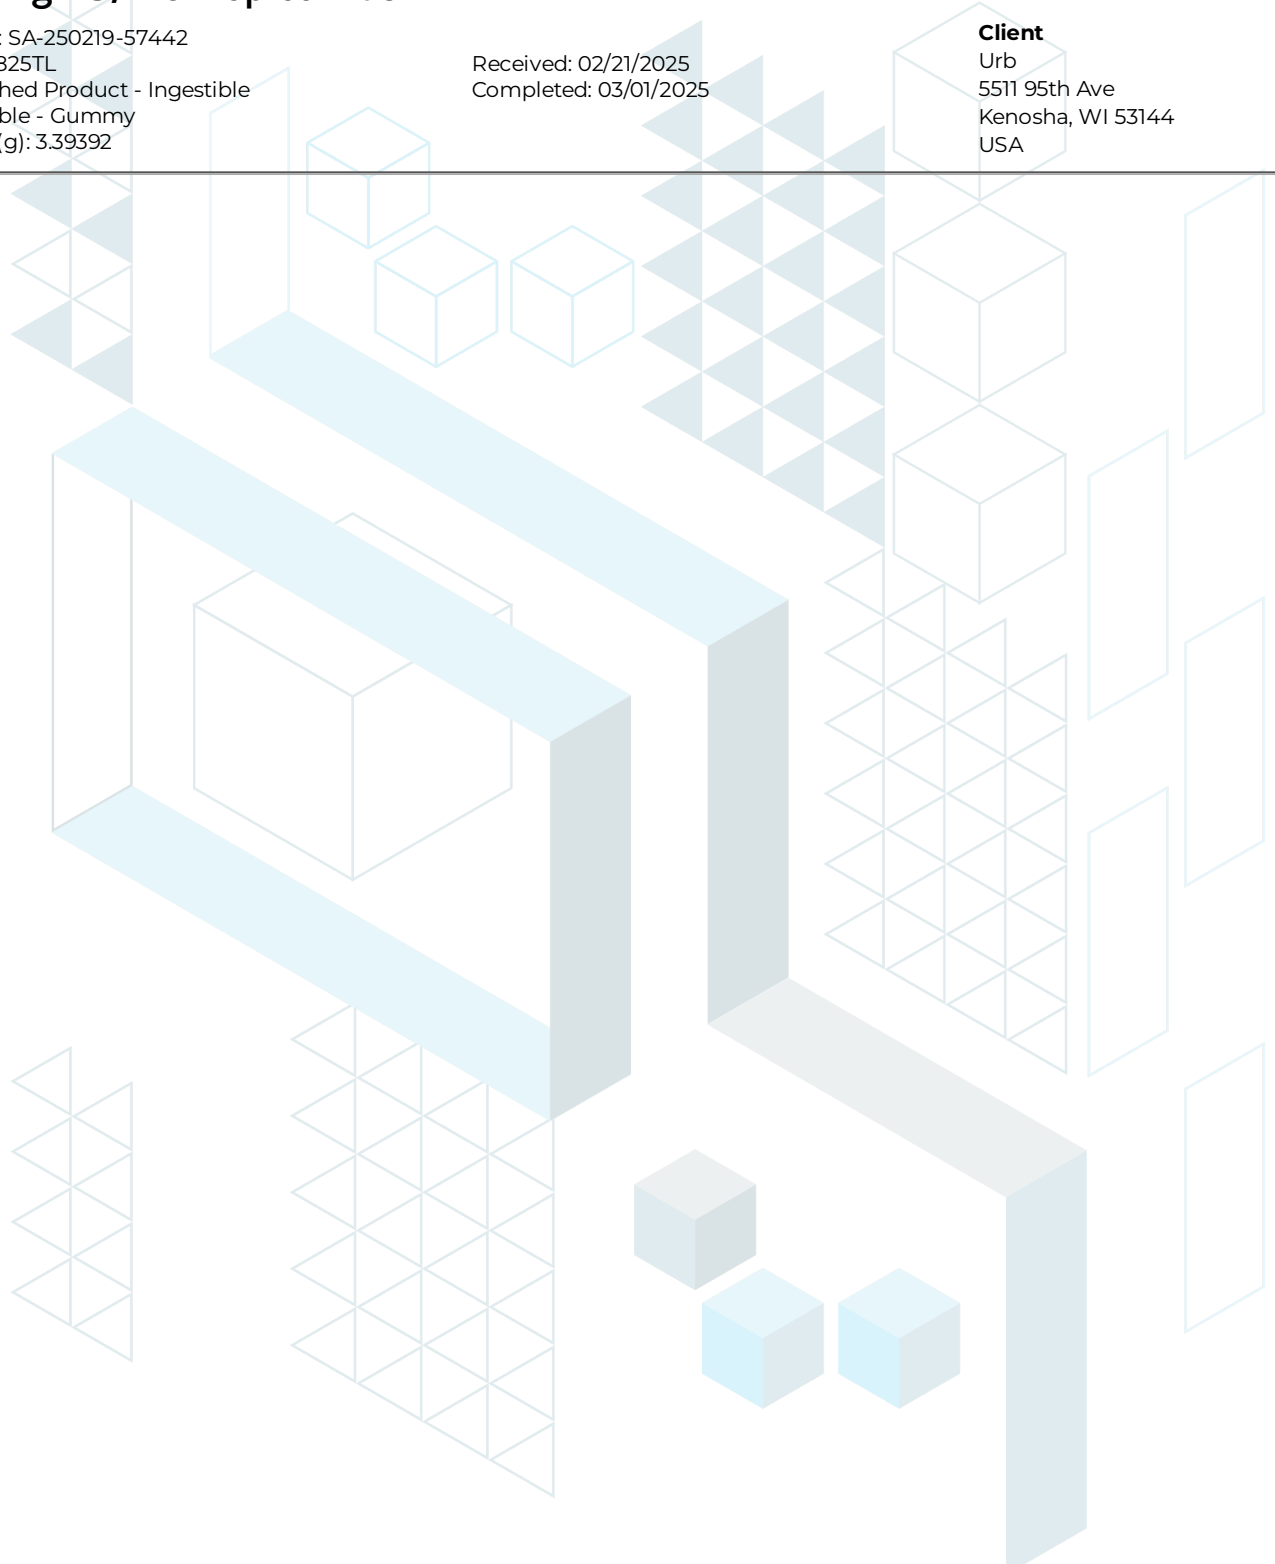 : SA-250219-57442
325TL
hed Product - Ingestible
ble - Gummy
(g): 3.39392
Received: 02/21/2025
Completed: 03/01/2025
Client
Urb
5511 95th Ave
Kenosha, WI 53144
USA